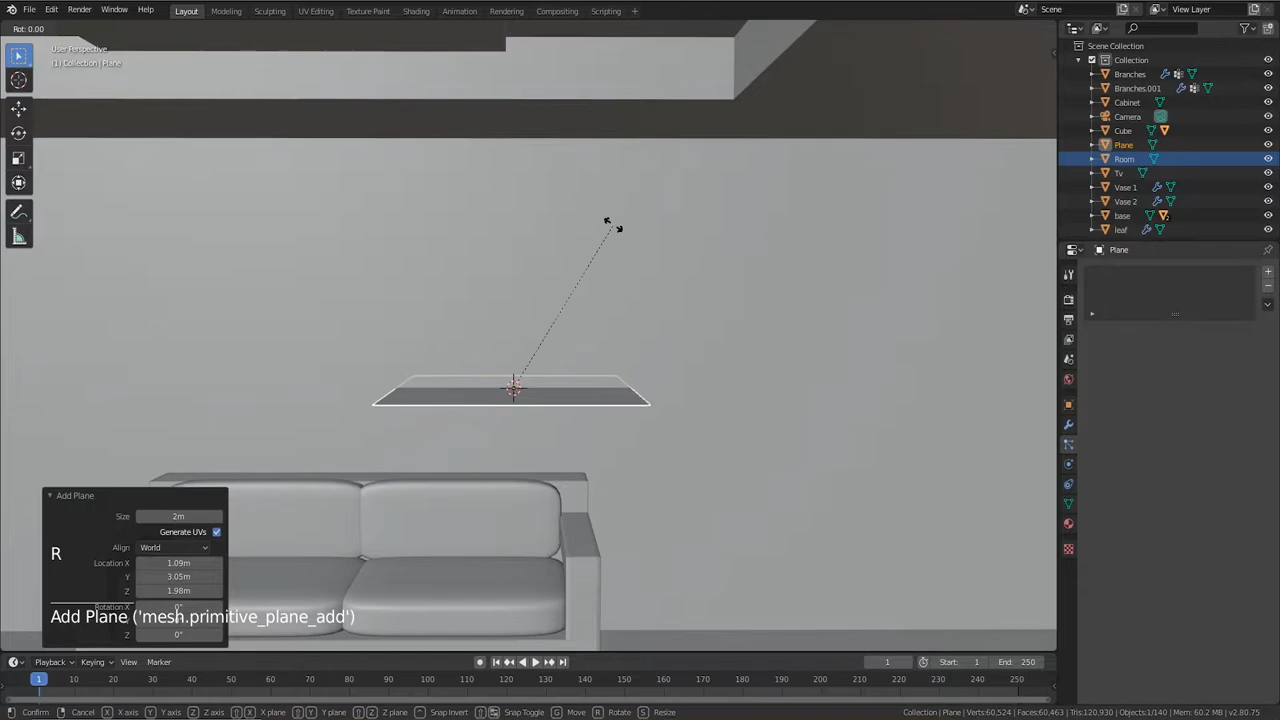 File Edit Render Window Help Layout Modeling Sculpting UV Editing Texture Paint Shading Animation Rendering Compositing Scripting + Scene View Layer
Rot: 0.00
User Perspective
(1) Collection | Plane
Scene Collection
Collection
Branches
Branches.001
Cabinet
Camera
Cube
Plane
Room
Tv
Vase 1
Vase 2
base
2
leaf
Plane
Add Plane
Size 2m
Generate UVs
Align World
Location X 1.09m
Y 3.05m
Z 1.98m
Rotation X 0°
Z 0°
R
Add Plane ('mesh.primitive_plane_add')
Playback Keying View Marker 1 Start: 1 End: 250
1 10 20 30 40 50 60 70 80 90 100 110 120 130 140 150 160 170 180 190 200 210 220 230 240 250
Confirm Cancel X X axis Y Y axis Z Z axis X X plane Y Y plane Z Z plane Snap Invert Snap Toggle G Move R Rotate S Resize Collection | Plane | Verts:60,524 | Faces:60,463 | Tris:120,930 | Objects:1/140 | Mem: 60.2 MB | v2.80.75